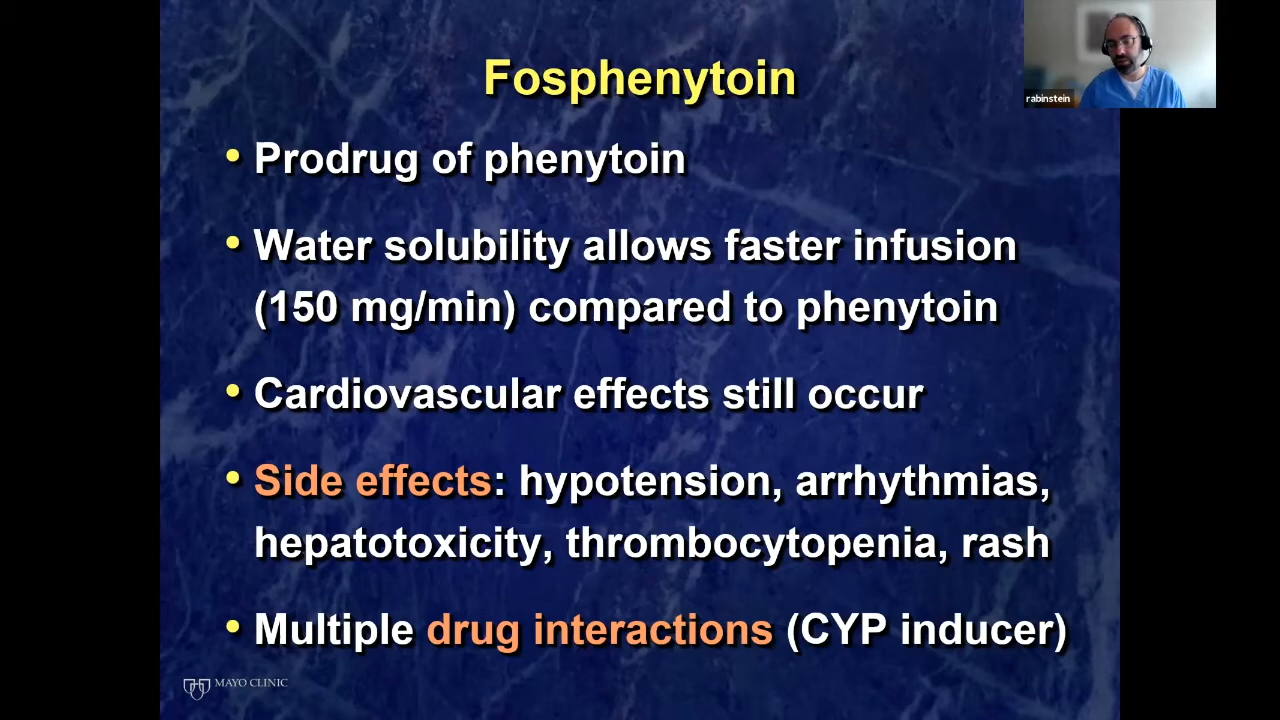 Fosphenytoin
rabinstein
• Prodrug of phenytoin
• Water solubility allows faster infusion
(150 mg/min) compared to phenytoin
• Cardiovascular effects still occur
• Side effects: hypotension, arrhythmias,
hepatotoxicity, thrombocytopenia, rash
• Multiple drug interactions (CYP inducer)
MAYO CLINIC